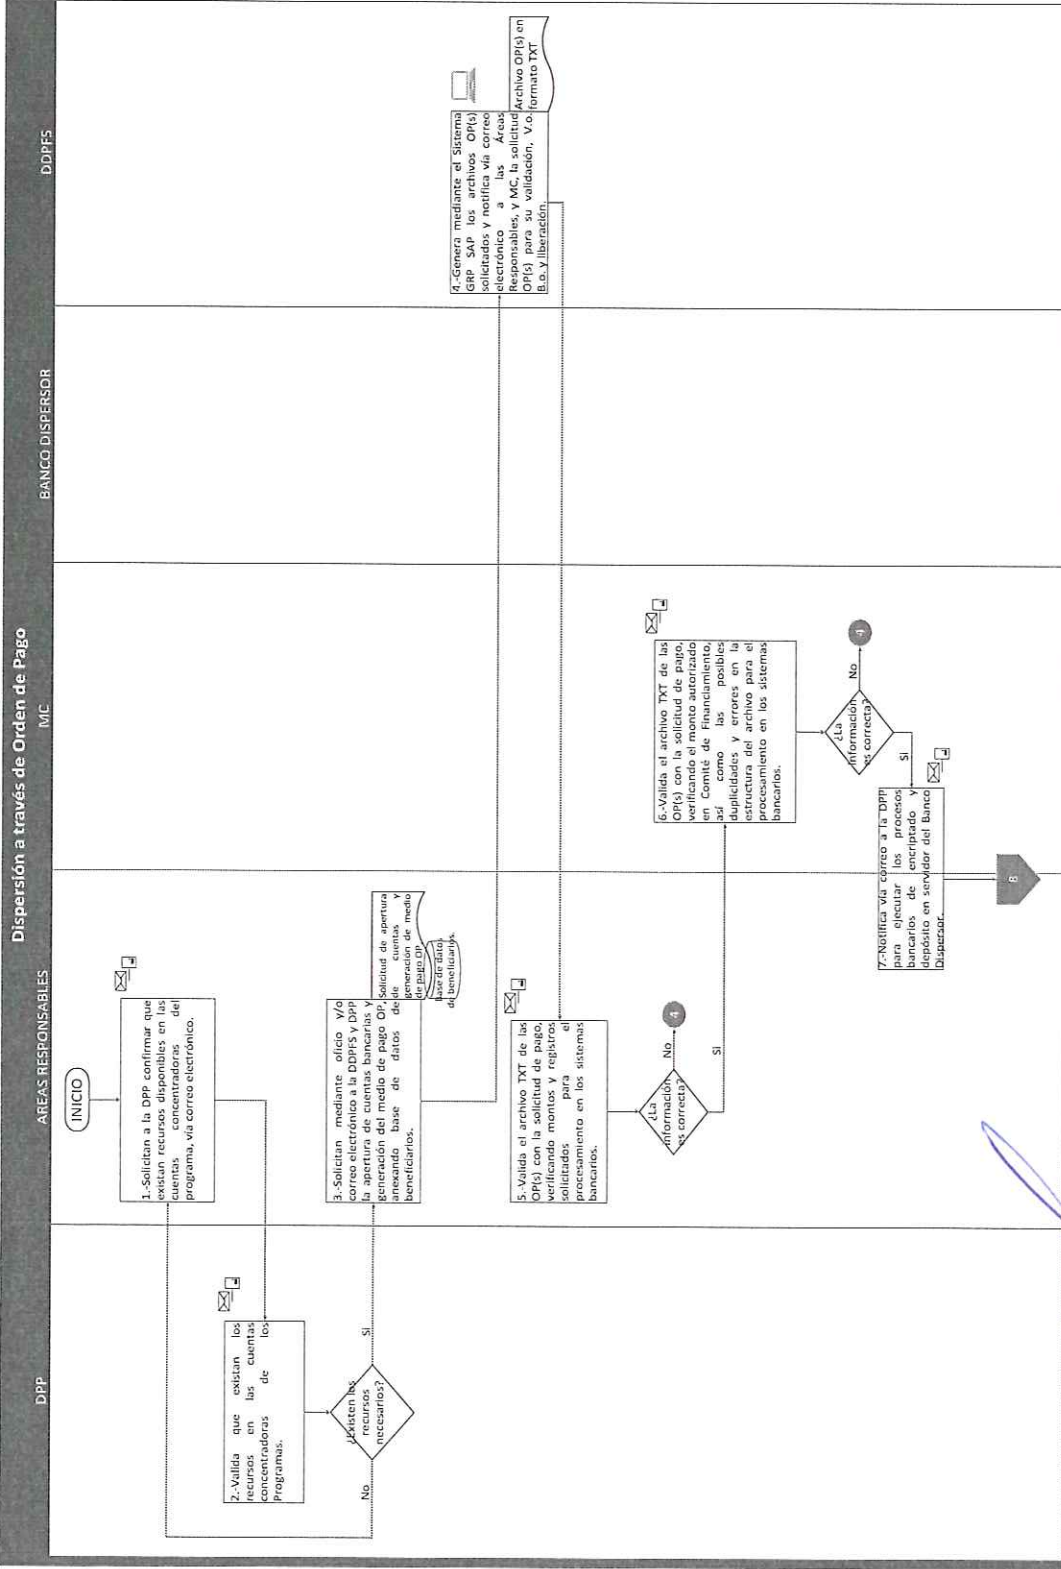 Dispersión a través de Orden de Pago
DPP
AREAS RESPONSABLES
MC
BANCO DISPERSOR
DDPFS
INICIO
1.-Solicitan a la DPP confirmar que
existan recursos disponibles en las
cuentas concentradoras del
programa, vía correo electrónico.
2.-Valida que existan los
recursos en las cuentas
concentradoras de los
Programas.
¿Existen los
recursos
necesarios?
No
Si
3.-Solicitan mediante oficio y/o
correo electrónico a la DDPFS y DPP
la apertura de cuentas bancarias y
generación del medio de pago OP,
anexando base de datos de
beneficiarios.
Solicitud de apertura
de cuentas y
generación de medio
de pago OP
Base de datos
de beneficiarios.
4.-Genera mediante el Sistema
GRP SAP los archivos OP(s)
solicitados y notifica vía correo
electrónico a las Áreas
Responsables, y MC, la solicitud
OP(s) para su validación, V.o.
B.o. y liberación.
Archivo OP(s) en
formato TXT
5.-Valida el archivo TXT de las
OP(s) con la solicitud de pago,
verificando montos y registros
solicitados para el
procesamiento en los sistemas
bancarios.
¿La
información
es correcta?
No
4
Si
6.-Valida el archivo TXT de las
OP(s) con la solicitud de pago,
verificando el monto autorizado
en Comité de Financiamiento,
así como las posibles
duplicidades y errores en la
estructura del archivo para el
procesamiento en los sistemas
bancarios.
¿La
información
es correcta?
No
4
Si
7.-Notifica vía correo a la DPP
para ejecutar los procesos
bancarios de encriptado y
depósito en servidor del Banco
Dispersor.
8